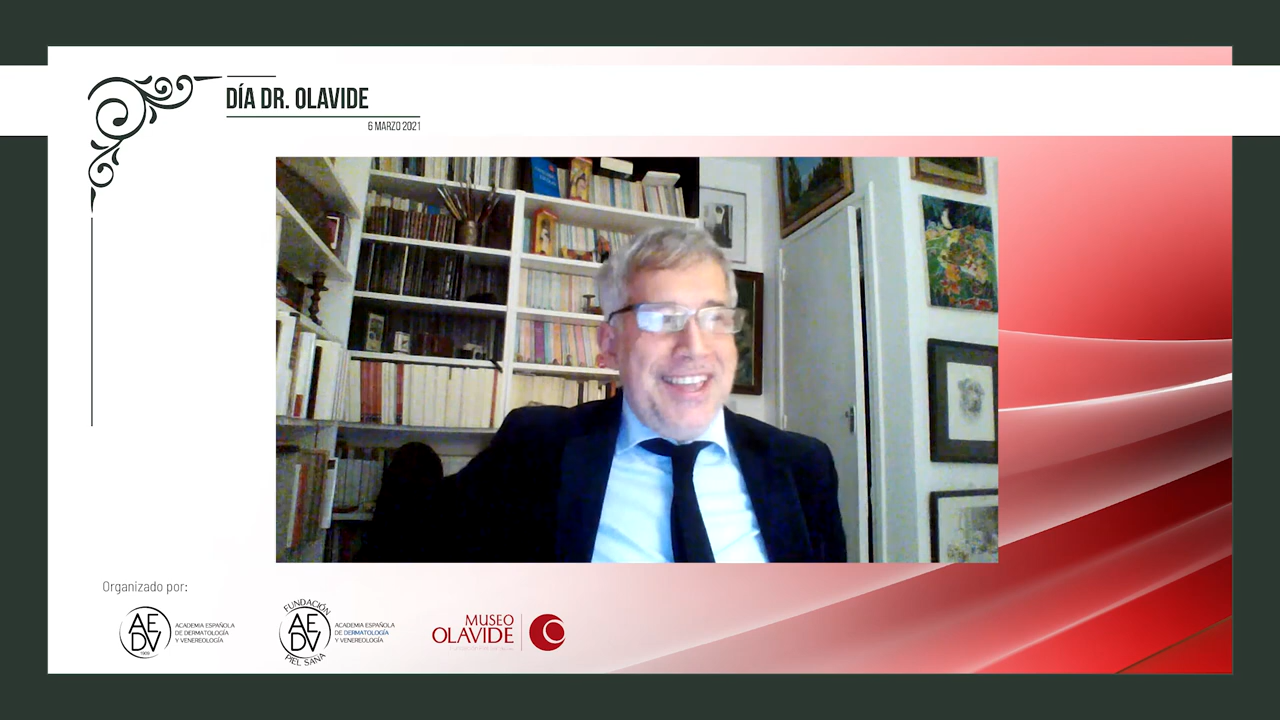 DÍA DR. OLAVIDE
6 MARZO 2021
Organizado por:
AEDV
1909
ACADEMIA ESPAÑOLA
DE DERMATOLOGÍA
Y VENEREOLOGÍA
FUNDACIÓN
AEDV
PIEL SANA
ACADEMIA ESPAÑOLA
DE DERMATOLOGÍA
Y VENEREOLOGÍA
MUSEO
OLAVIDE